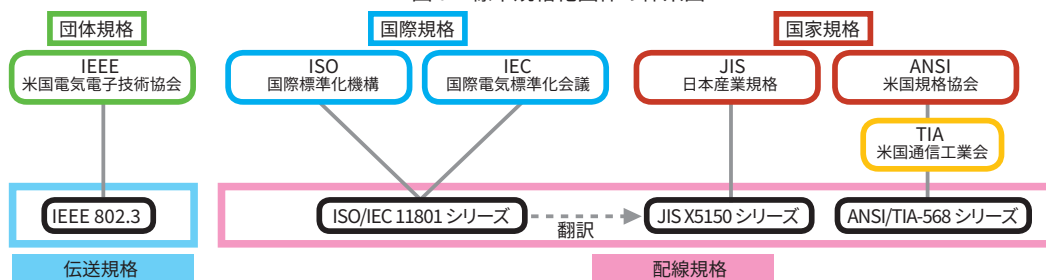 団体規格
国際規格
国家規格
IEEE
米国電気電子技術協会
ISO
国際標準化機構
IEC
国際電気標準化会議
JIS
日本産業規格
ANSI
米国規格協会
TIA
米国通信工業会
IEEE 802.3
ISO/IEC 11801 シリーズ
翻訳
JIS X5150 シリーズ
ANSI/TIA-568 シリーズ
伝送規格
配線規格